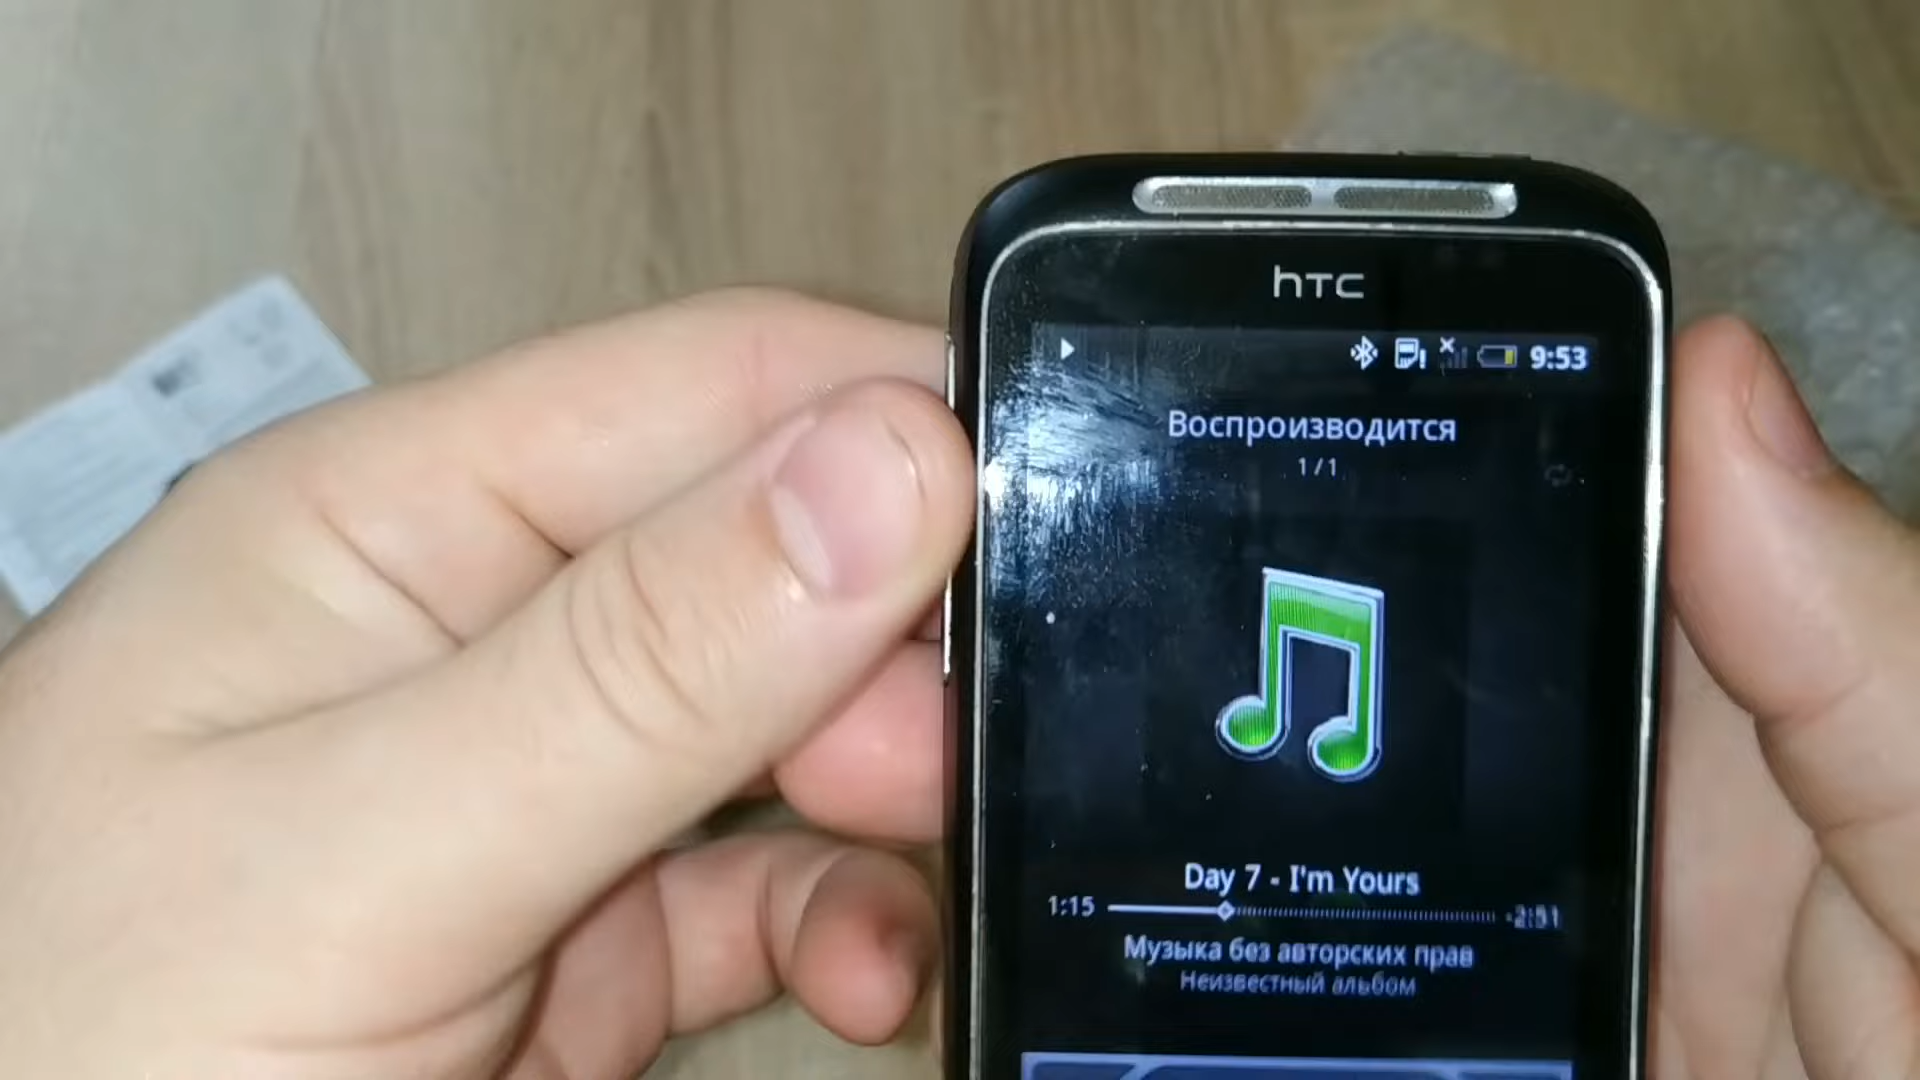 hTC
9:53
Воспроизводится
1/1
Day 7 - I'm Yours
1:15 -2:51
Музыка без авторских прав
Неизвестный альбом